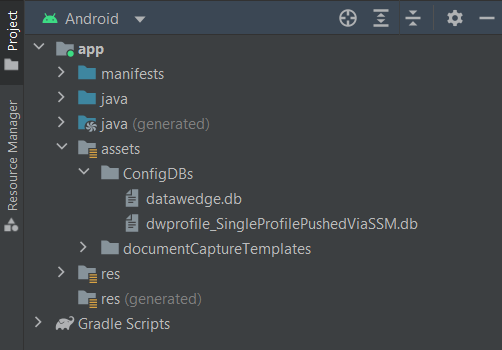 Project
Resource Manager
Android
app
manifests
java
java (generated)
assets
ConfigDBs
datawedge.db
dwprofile_SingleProfilePushedViaSSM.db
documentCaptureTemplates
res
res (generated)
Gradle Scripts